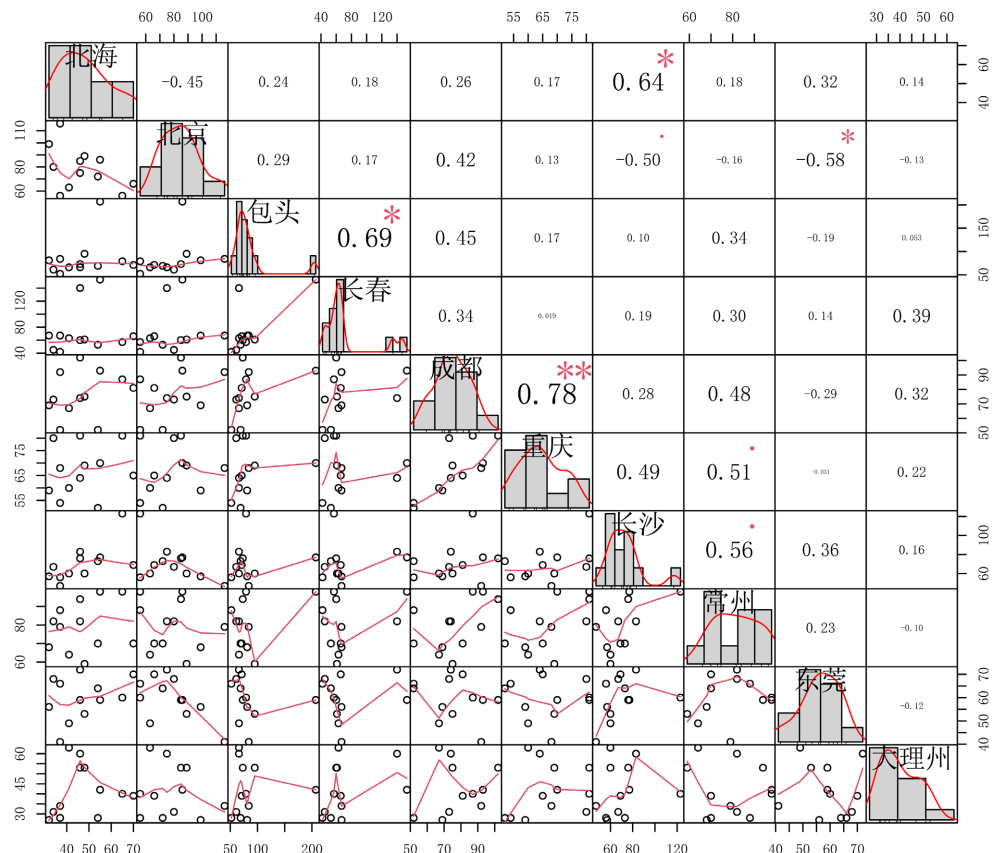 60 80 100 40 80 120 55 65 75 60 80 30 40 50 60
北海 -0.45 0.24 0.18 0.26 0.17 0.64 * 0.18 0.32 0.14 40 60
60 80 110 北京 0.29 0.17 0.42 0.13 -0.50 . -0.16 -0.58 * -0.13
包头 0.69 * 0.45 0.17 0.10 0.34 -0.19 0.053 50 150
40 80 120 长春 0.34 0.019 0.19 0.30 0.14 0.39
成都 0.78 ** 0.28 0.48 -0.29 0.32 50 70 90
55 65 75 重庆 0.49 0.51 . -0.031 0.22
长沙 0.56 . 0.36 0.16 60 100
60 80 常州 0.23 -0.10
东莞 -0.12 40 50 60 70
30 45 60 大理州
40 50 60 70 50 100 200 50 70 90 60 80 120 40 50 60 70